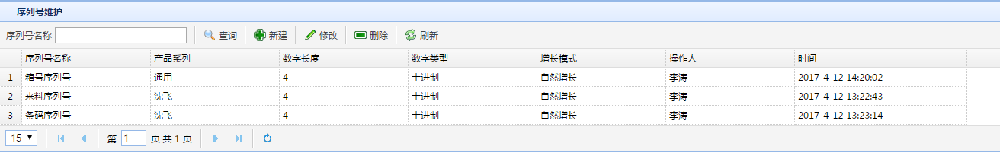 序列号维护
序列号名称 查询 新建 修改 删除 刷新
序列号名称 产品系列 数字长度 数字类型 增长模式 操作人 时间
1 箱号序列号 通用 4 十进制 自然增长 李涛 2017-4-12 14:20:02
2 来料序列号 沈飞 4 十进制 自然增长 李涛 2017-4-12 13:22:43
3 条码序列号 沈飞 4 十进制 自然增长 李涛 2017-4-12 13:23:14
15 第 1 页 共 1 页